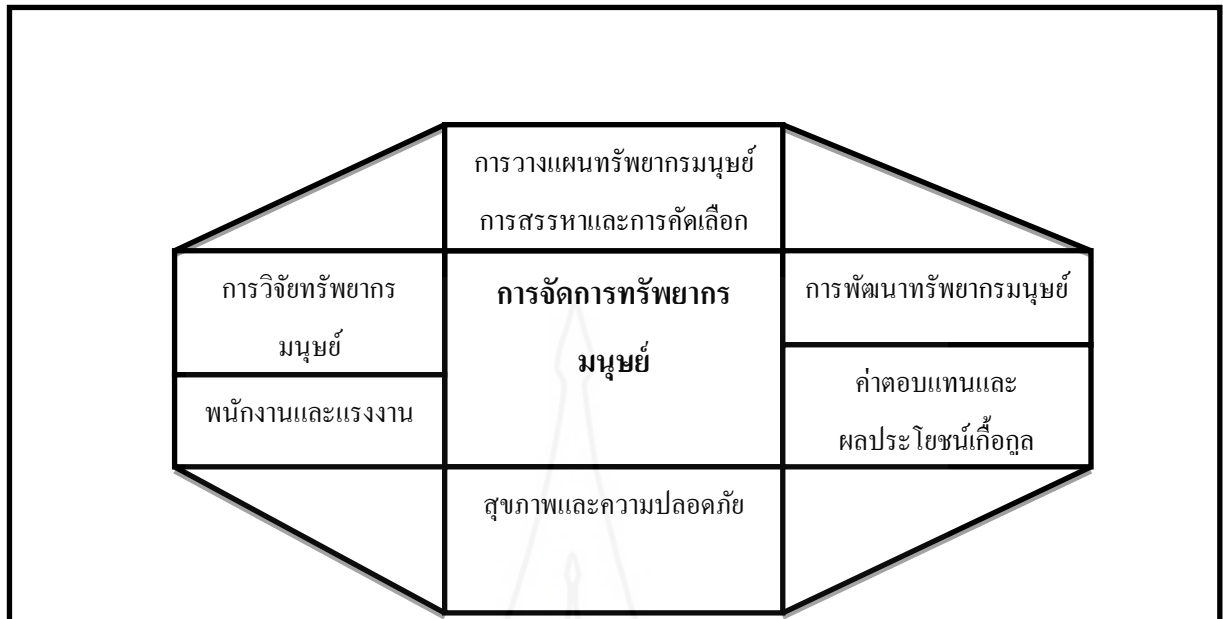 การวางแผนทรัพยากรมนุษย์
การสรรหาและการคัดเลือก
การวิจัยทรัพยากร
มนุษย์
การจัดการทรัพยากร
มนุษย์
การพัฒนาทรัพยากรมนุษย์
พนักงานและแรงงาน
ค่าตอบแทนและ
ผลประโยชน์เกื้อกูล
สุขภาพและความปลอดภัย